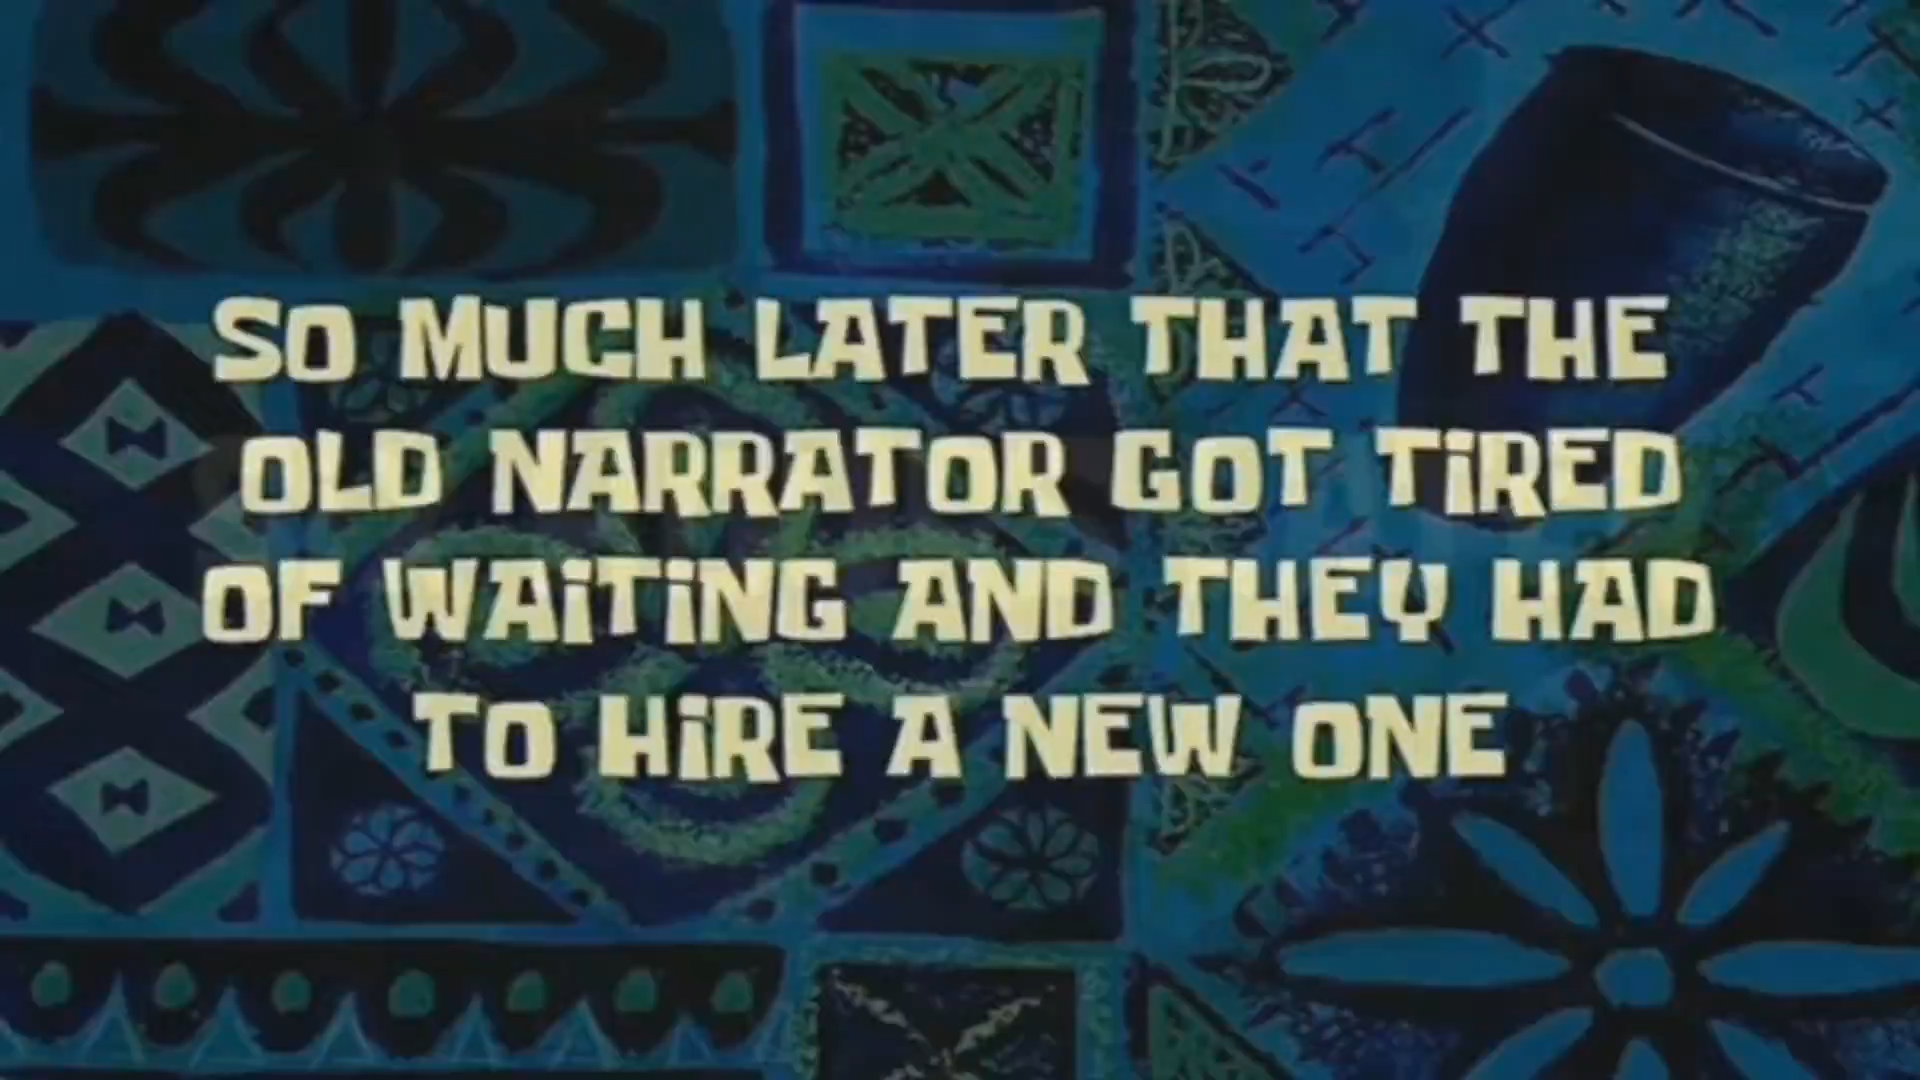 SO MUCH LATER THAT THE
OLD NARRATOR GOT TIRED
OF WAITING AND THEY HAD
TO HIRE A NEW ONE